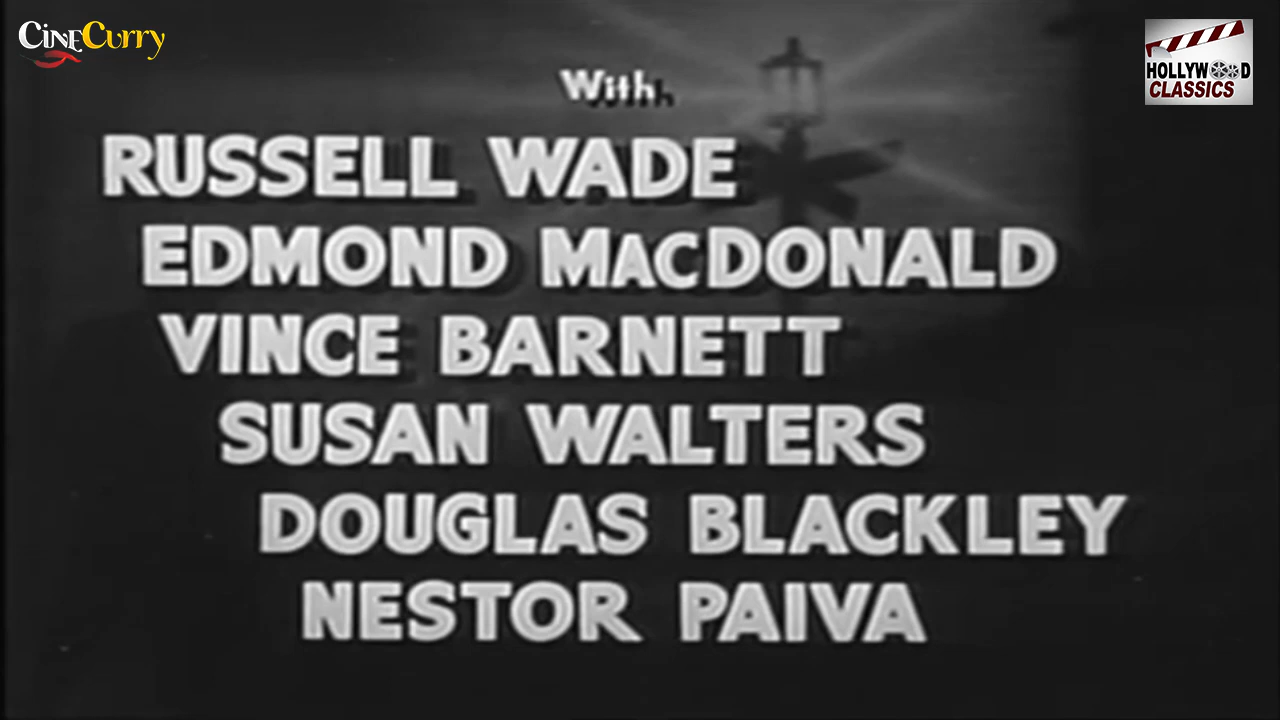 CineCurry
HOLLYWOOD
CLASSICS
With
RUSSELL WADE
EDMOND MACDONALD
VINCE BARNETT
SUSAN WALTERS
DOUGLAS BLACKLEY
NESTOR PAIVA